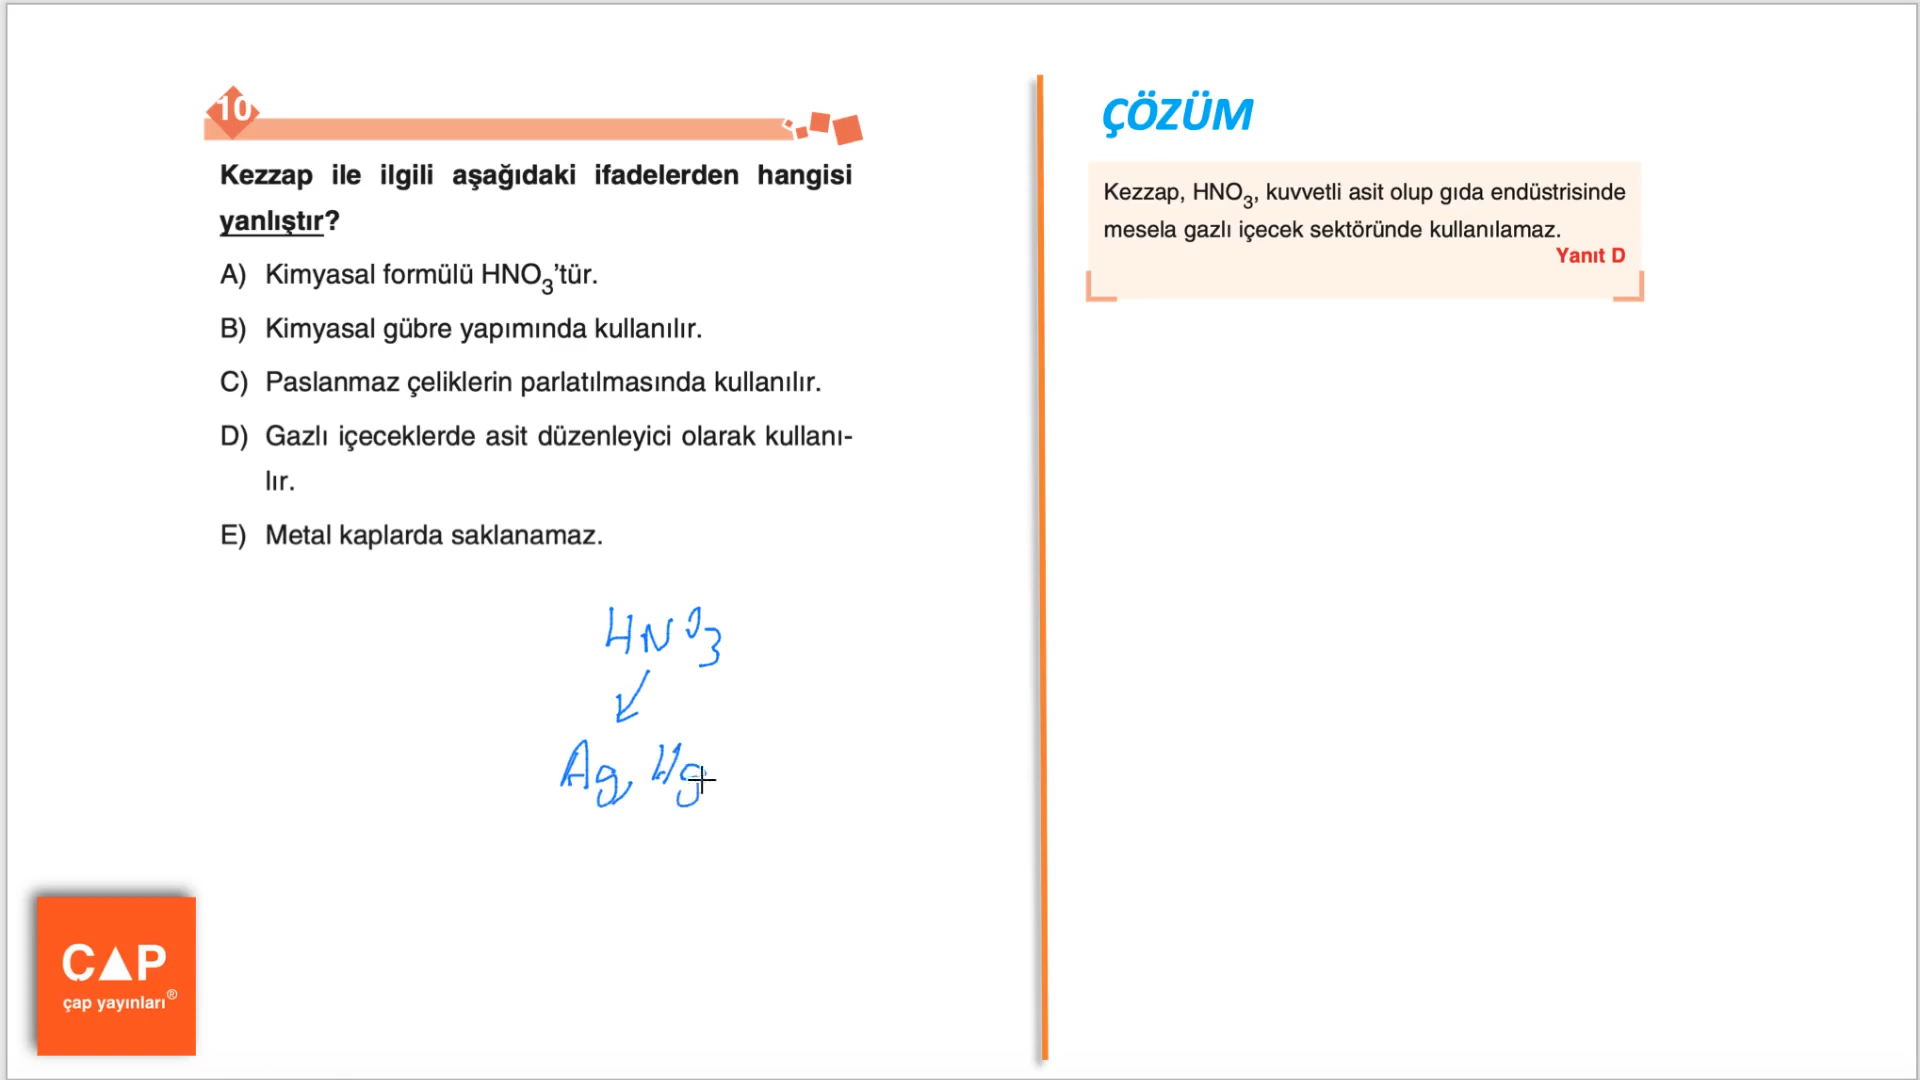 10
Kezzap ile ilgili aşağıdaki ifadelerden hangisi
yanlıştır?
A) Kimyasal formülü HNO₃’tür.
B) Kimyasal gübre yapımında kullanılır.
C) Paslanmaz çeliklerin parlatılmasında kullanılır.
D) Gazlı içeceklerde asit düzenleyici olarak kullanı-
lır.
E) Metal kaplarda saklanamaz.
HNO₃
Ag, Hg
ÇAP
çap yayınları®
ÇÖZÜM
Kezzap, HNO₃, kuvvetli asit olup gıda endüstrisinde
mesela gazlı içecek sektöründe kullanılamaz.
Yanıt D